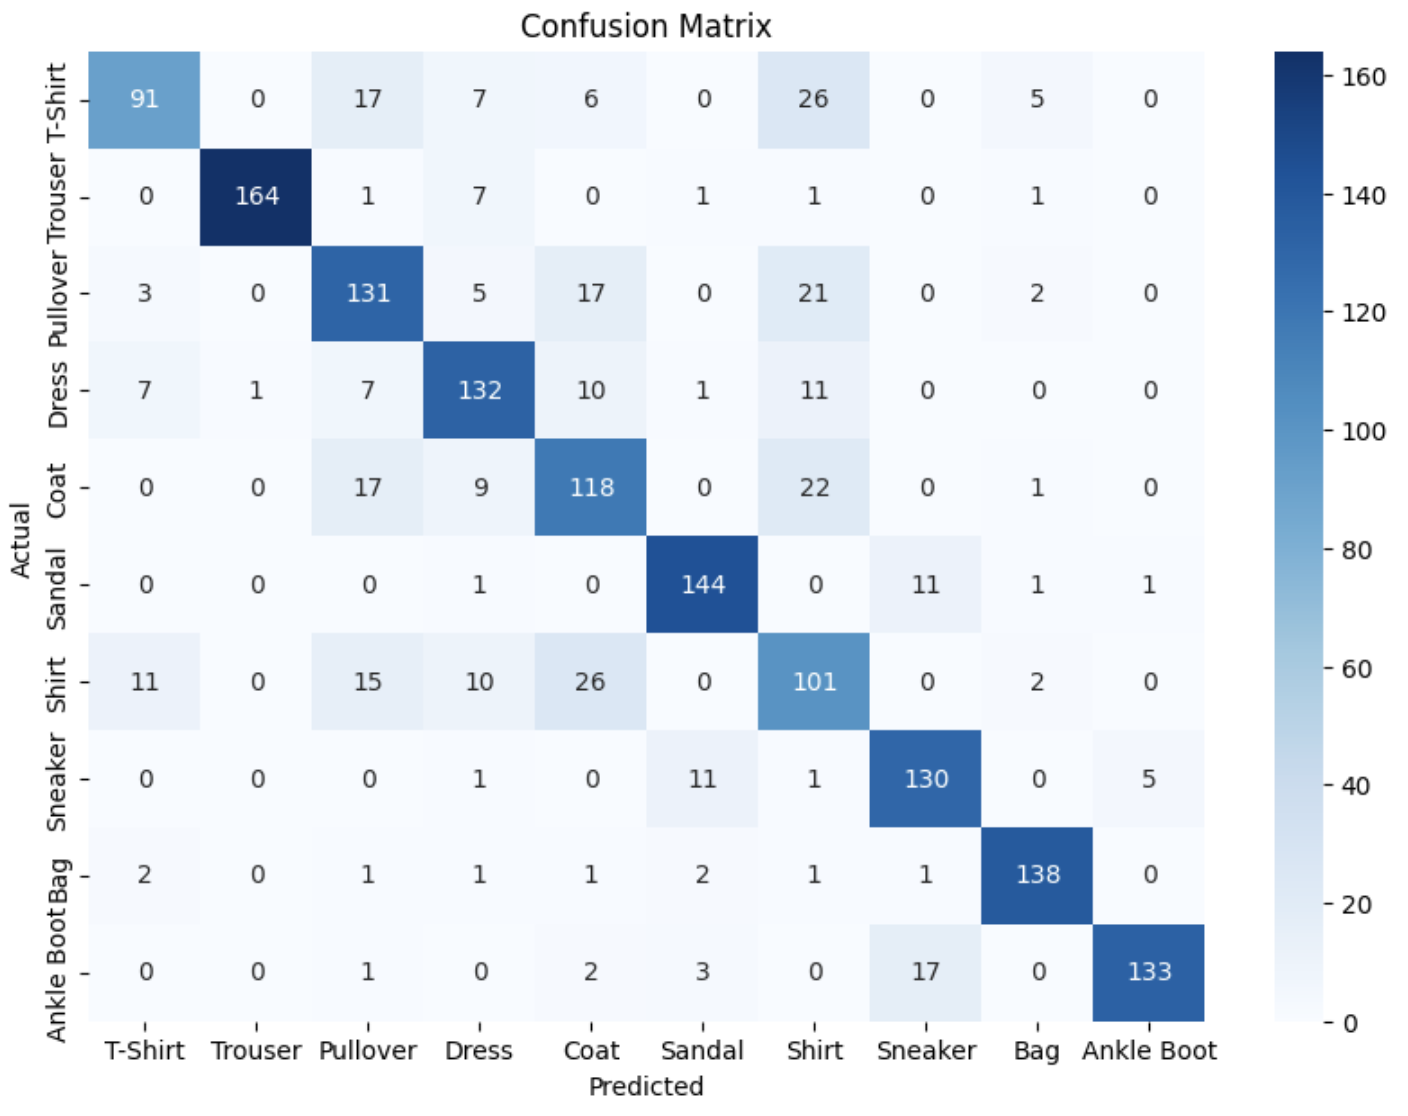 Confusion Matrix
T-Shirt 91 0 17 7 6 0 26 0 5 0
Trouser 0 164 1 7 0 1 1 0 1 0
Pullover 3 0 131 5 17 0 21 0 2 0
Dress 7 1 7 132 10 1 11 0 0 0
Coat 0 0 17 9 118 0 22 0 1 0
Sandal 0 0 0 1 0 144 0 11 1 1
Shirt 11 0 15 10 26 0 101 0 2 0
Sneaker 0 0 0 1 0 11 1 130 0 5
Bag 2 0 1 1 1 2 1 1 138 0
Ankle Boot 0 0 1 0 2 3 0 17 0 133
T-Shirt Trouser Pullover Dress Coat Sandal Shirt Sneaker Bag Ankle Boot
Predicted
Actual
160
140
120
100
80
60
40
20
0